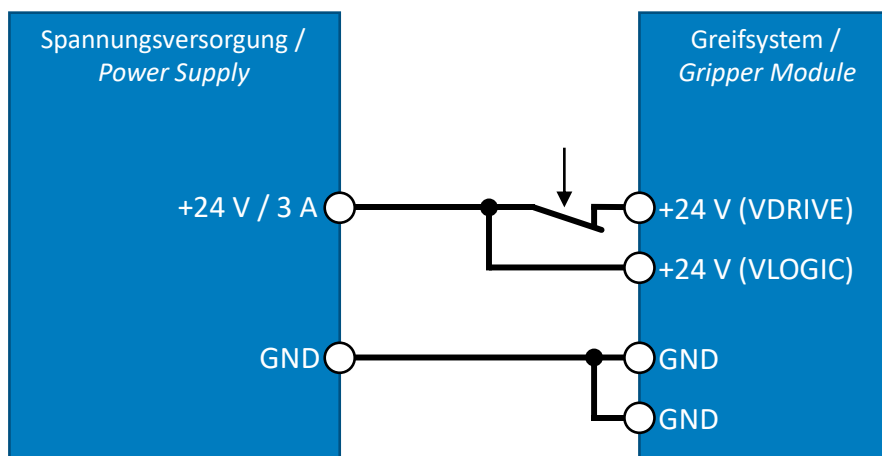 Spannungsversorgung /
Power Supply
Greifsystem /
Gripper Module
+24 V / 3 A
+24 V (VDRIVE)
+24 V (VLOGIC)
GND
GND
GND